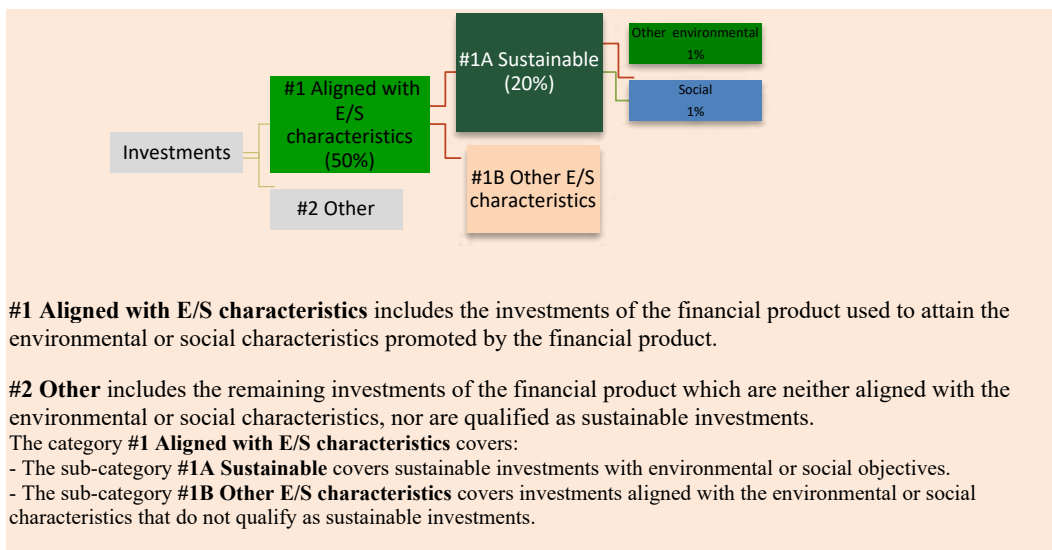 Investments
#1 Aligned with
E/S
characteristics
(50%)
#2 Other
#1A Sustainable
(20%)
#1B Other E/S
characteristics
Other environmental
1%
Social
1%
#1 Aligned with E/S characteristics includes the investments of the financial product used to attain the
environmental or social characteristics promoted by the financial product.
#2 Other includes the remaining investments of the financial product which are neither aligned with the
environmental or social characteristics, nor are qualified as sustainable investments.
The category #1 Aligned with E/S characteristics covers:
- The sub-category #1A Sustainable covers sustainable investments with environmental or social objectives.
- The sub-category #1B Other E/S characteristics covers investments aligned with the environmental or social
characteristics that do not qualify as sustainable investments.